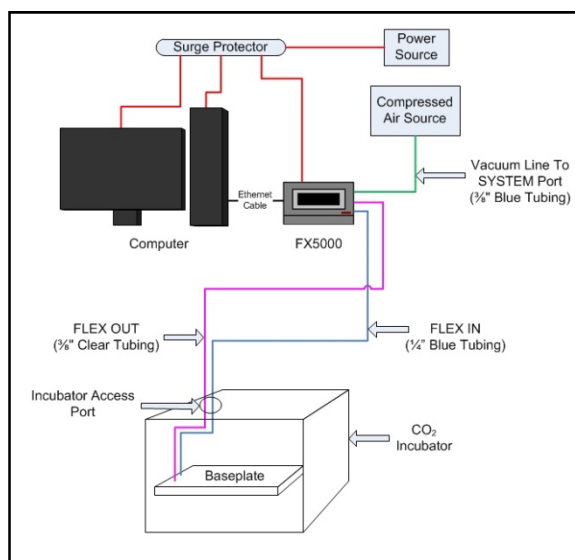 Surge Protector
Power
Source
Compressed
Air Source
Ethernet
Cable
Vacuum Line To
SYSTEM Port
(⅜" Blue Tubing)
Computer
FX5000
FLEX OUT
(⅜" Clear Tubing)
FLEX IN
(¼" Blue Tubing)
Incubator Access
Port
CO₂
Incubator
Baseplate